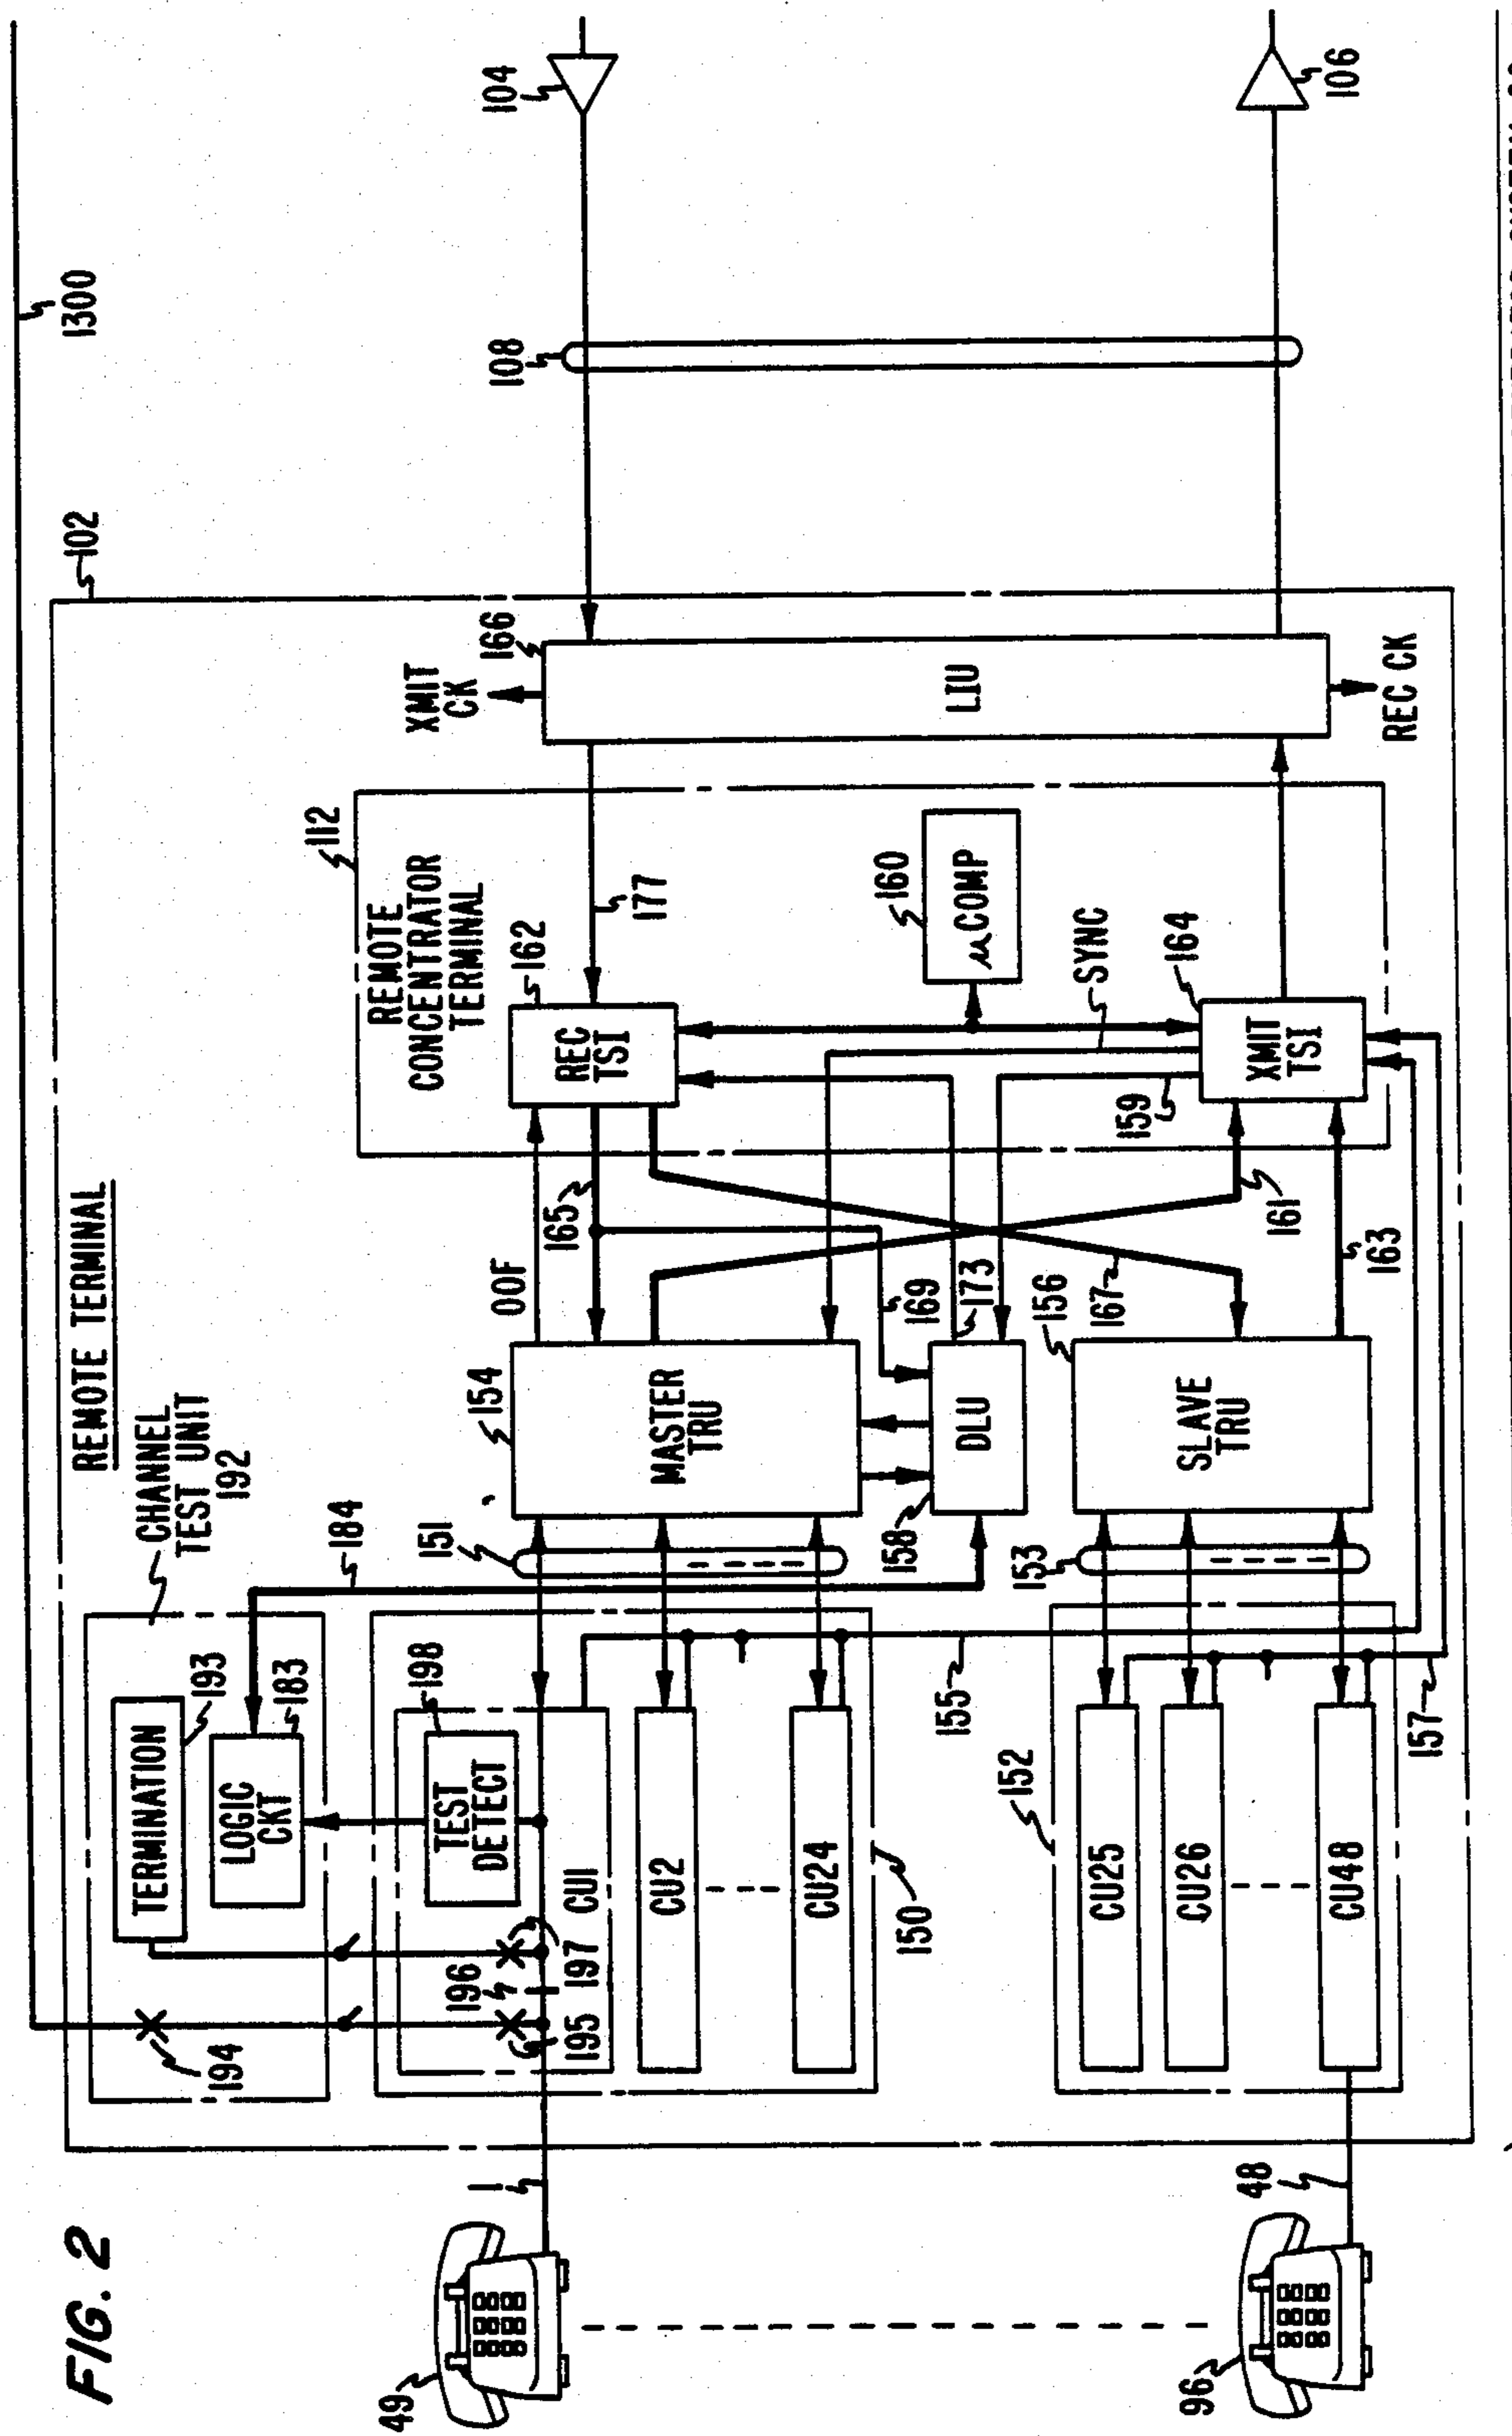 FIG. 2
REMOTE TERMINAL
102
1300
CHANNEL
TEST UNIT
192
TERMINATION
193
LOGIC
CKT
183
184
194
TEST
DETECT
198
196
195
197
CU1
CU2
CU24
150
151
49
1
154
MASTER
TRU
OOF
165
158
DLU
169
173
155
REMOTE
CONCENTRATOR
TERMINAL
112
162
REC
TSI
177
160
μCOMP
SYNC
164
XMIT
TSI
159
161
163
167
156
SLAVE
TRU
153
152
CU25
CU26
CU48
157
96
48
XMIT
CK
166
LIU
REC CK
108
104
106